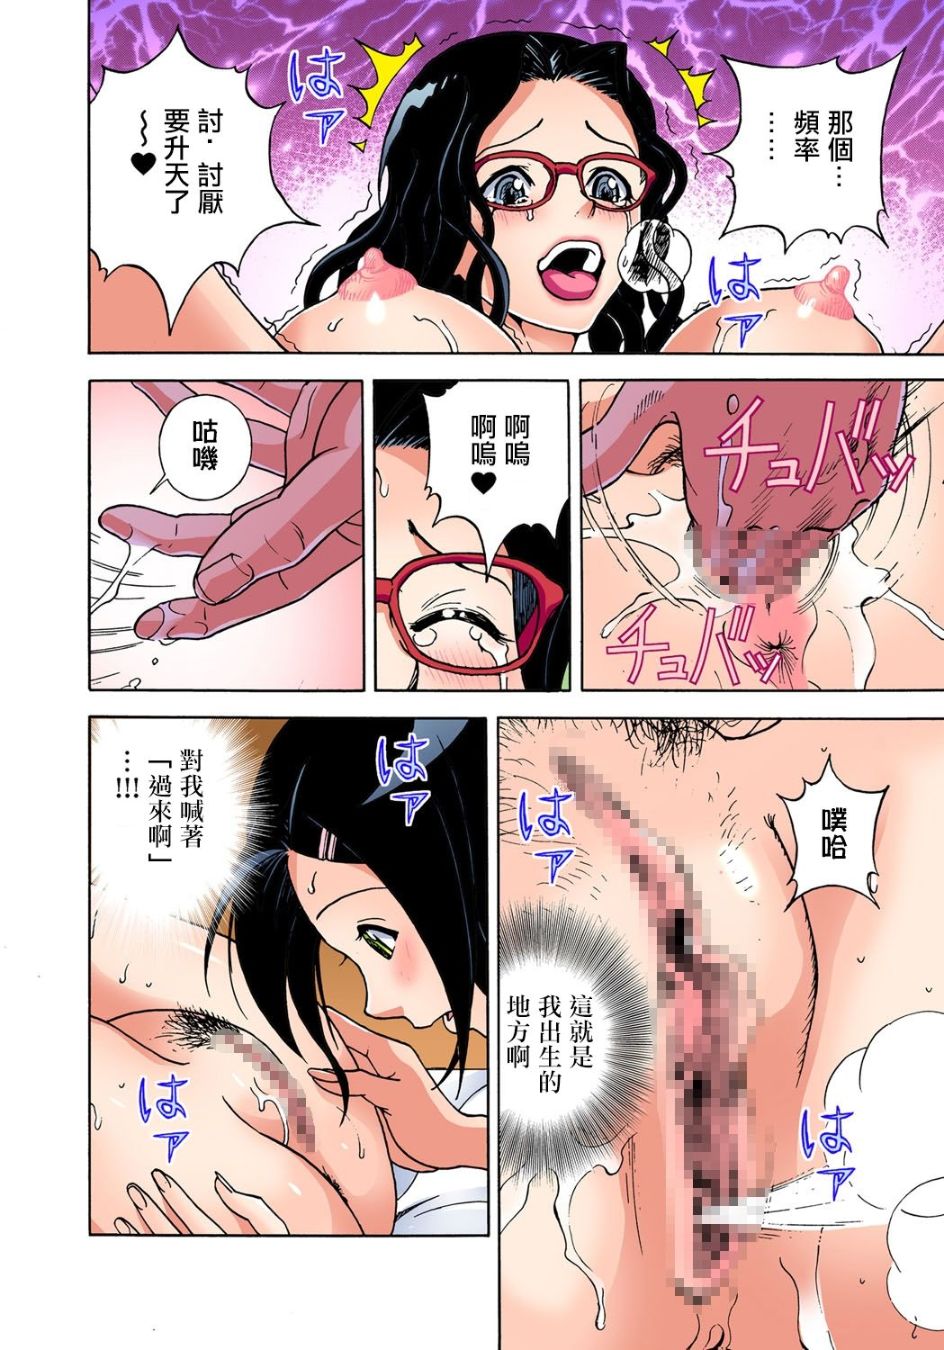 那個…
頻率
……
討・討厭
要升天了
～♥
はァ
はァ
チュバッ
チュバッ
啊嗚
啊嗚♥
咕嘰
噗哈
這就是
我出生的
地方啊
はァ
はァ
對我喊著
「過來啊」
…!!!
はァ
はァ